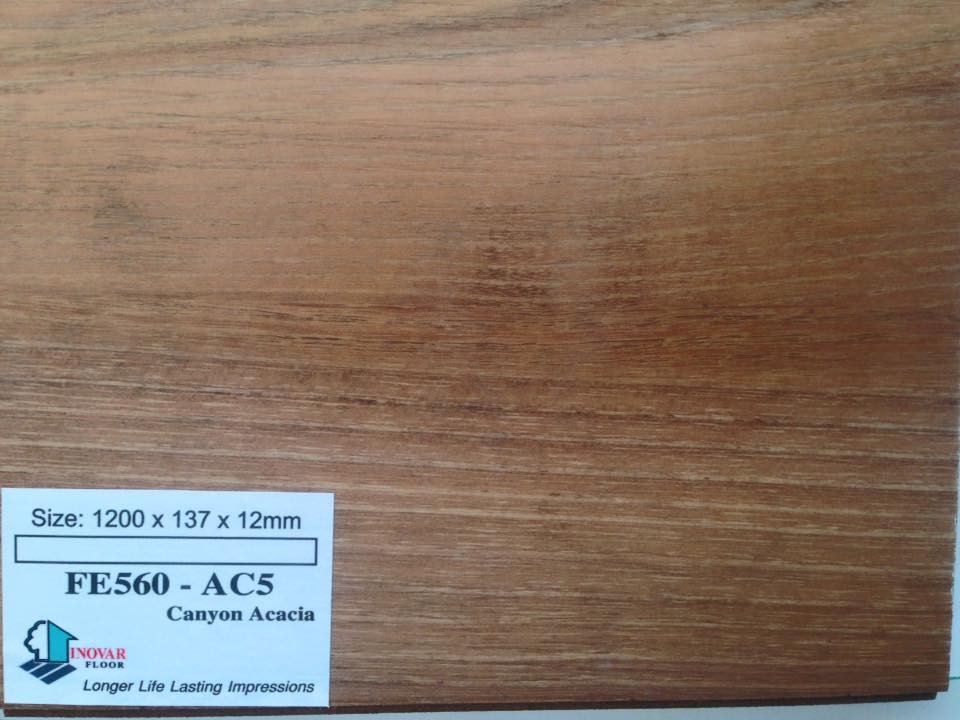 Size: 1200 x 137 x 12mm
FE560 - AC5
Canyon Acacia
INOVAR
FLOOR
Longer Life Lasting Impressions